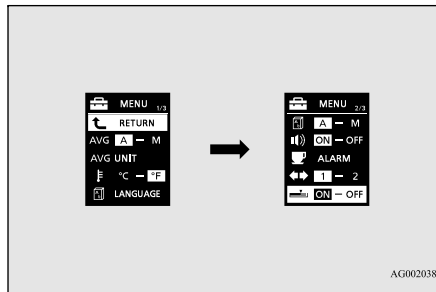 MENU 1/3
RETURN
AVG A – M
AVG UNIT
°C – °F
LANGUAGE
MENU 2/3
A – M
ON – OFF
ALARM
1 – 2
ON – OFF
AG002038